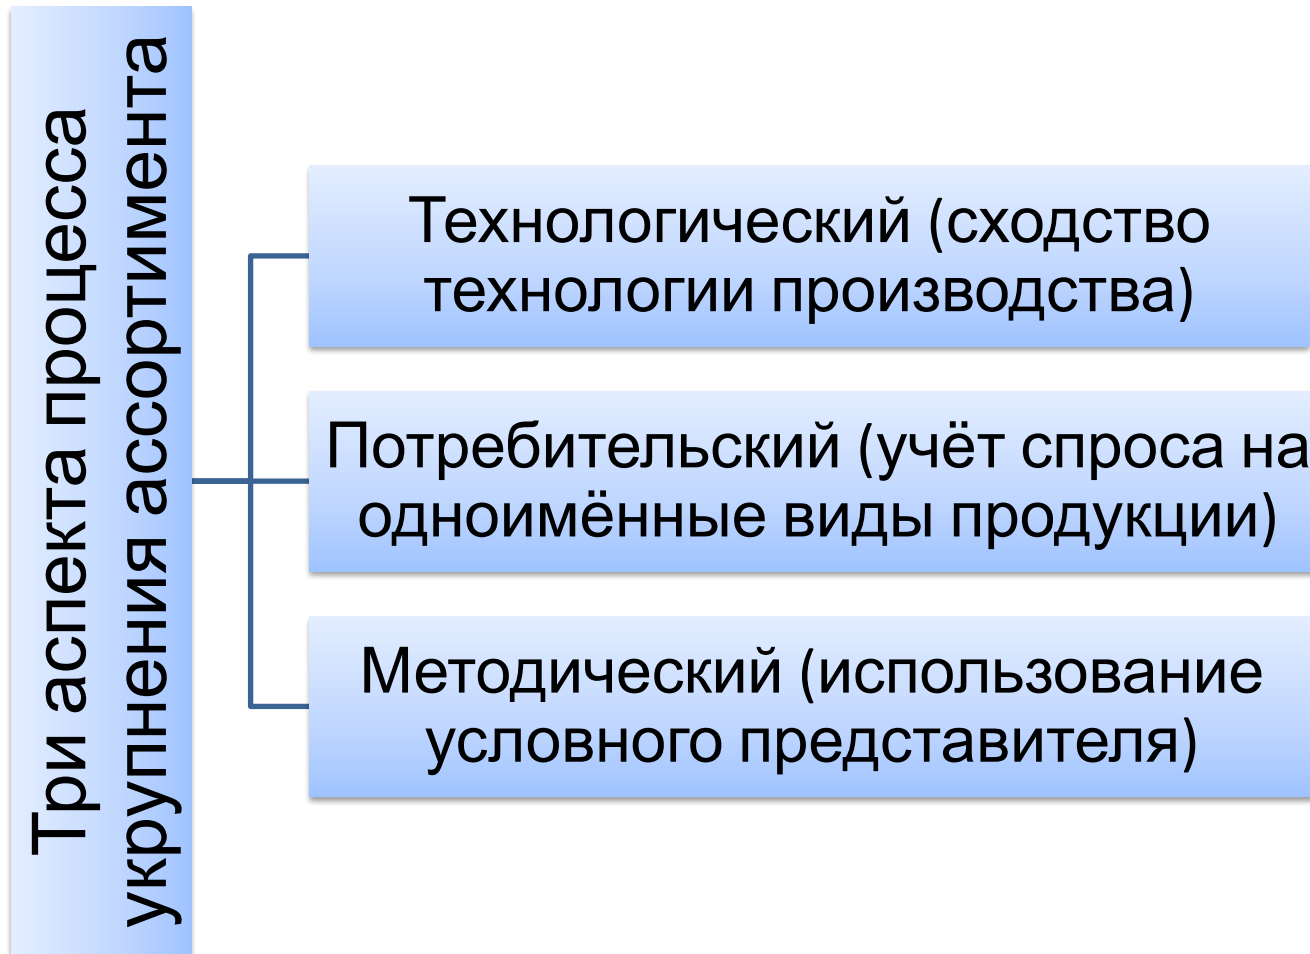 Три аспекта процесса
укрупнения ассортимента
Технологический (сходство
технологии производства)
Потребительский (учёт спроса на
одноимённые виды продукции)
Методический (использование
условного представителя)